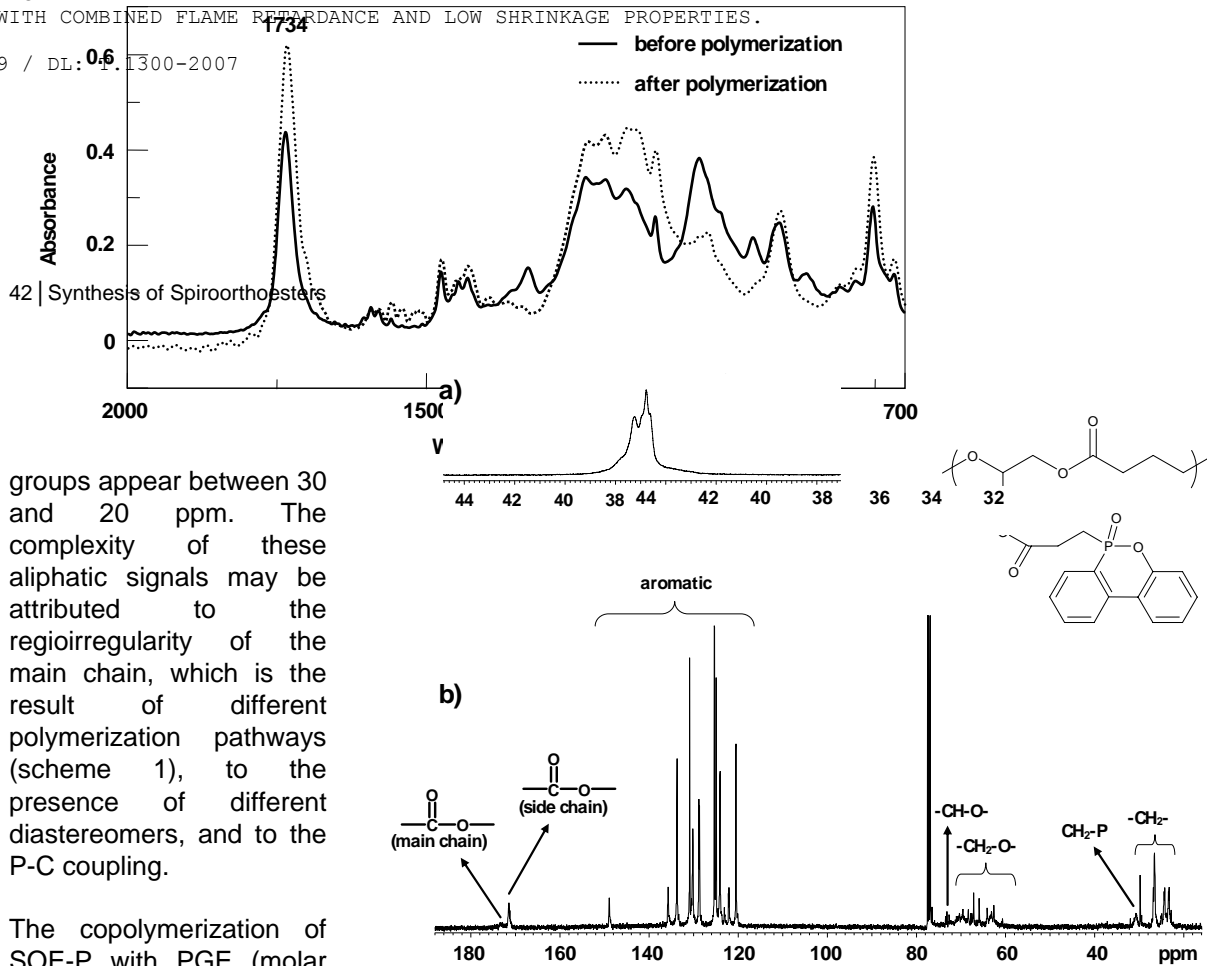 WITH COMBINED FLAME RETARDANCE AND LOW SHRINKAGE PROPERTIES.
9 / DL: T.1300-2007
1734
before polymerization
after polymerization
0.6
0.4
0.2
0
Absorbance
42 | Synthesis of Spiroorthoesters
2000
1500
700
a)
44 42 40 38 44 42 40 38 36 34 32
O
O
O
O
P
O
O
groups appear between 30
and 20 ppm. The
complexity of these
aliphatic signals may be
attributed to the
regioirregularity of the
main chain, which is the
result of different
polymerization pathways
(scheme 1), to the
presence of different
diastereomers, and to the
P-C coupling.
The copolymerization of
SOE-P with PGE (molar
aromatic
b)
O
C O
(main chain)
O
C O
(side chain)
-CH-O-
-CH₂-O-
CH₂-P
-CH₂-
180 160 140 120 100 80 60 40 ppm